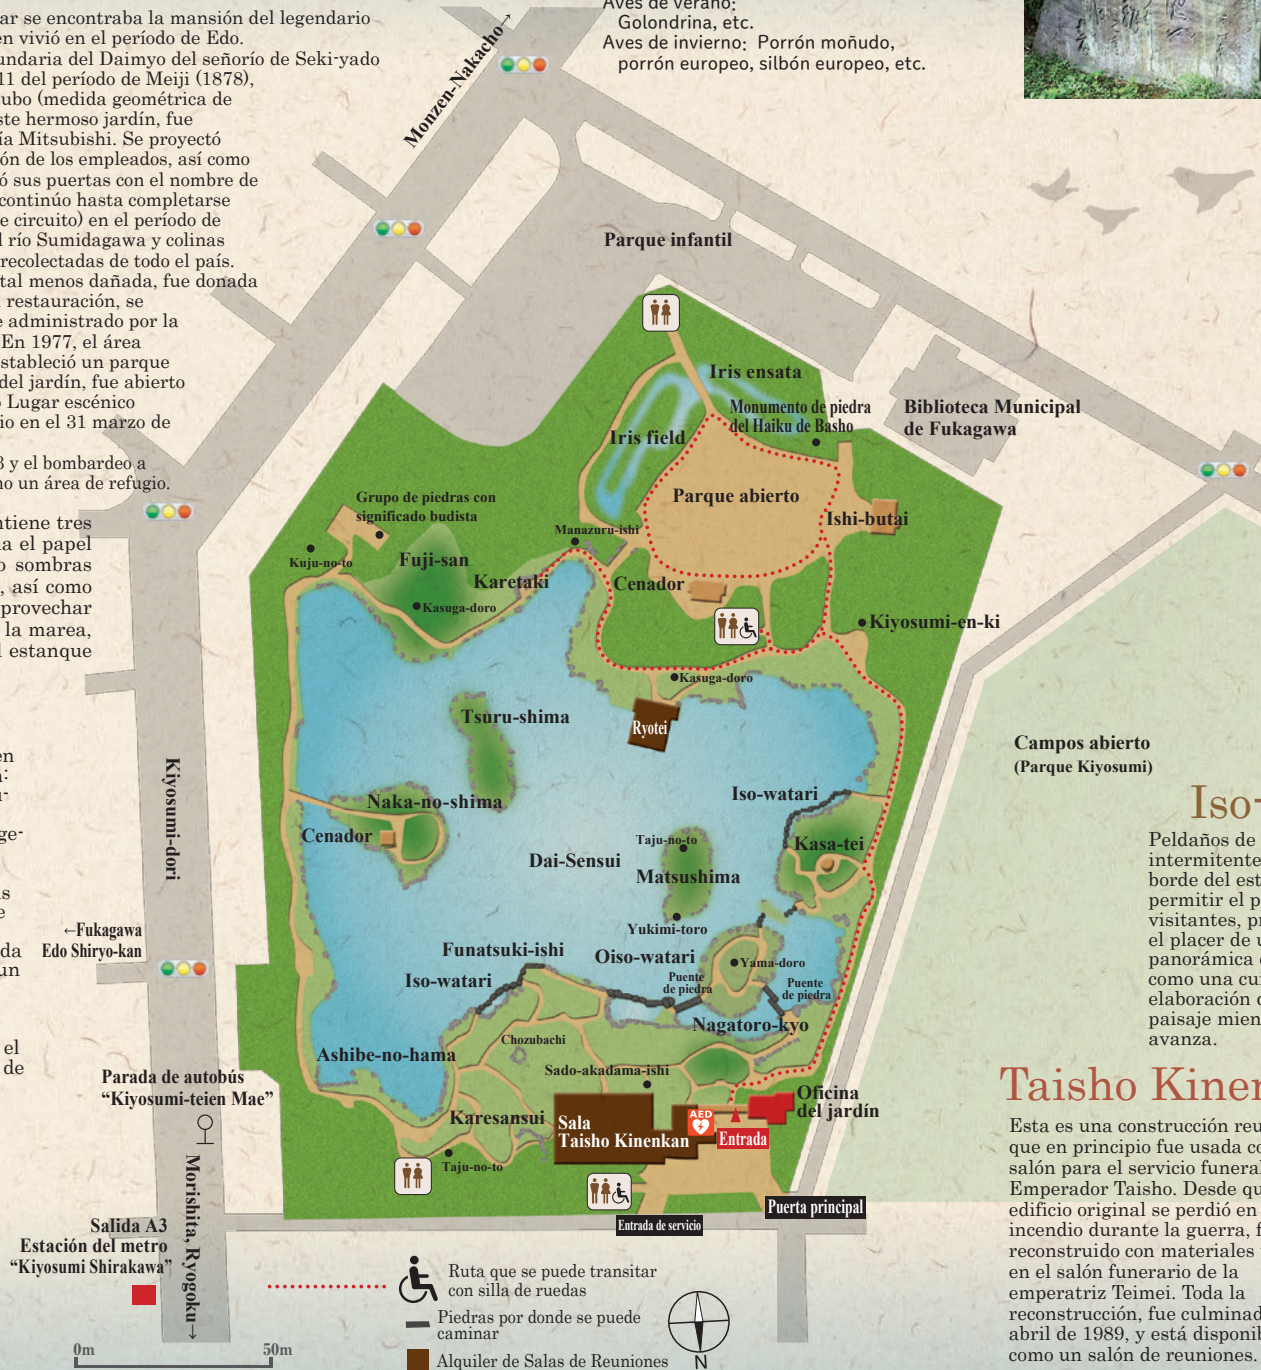 ar se encontraba la mansión del legendario
en vivió en el período de Edo.
undaria del Daimyo del señorío de Seki-yado
11 del período de Meiji (1878),
ubo (medida geométrica de
ste hermoso jardín, fue
ía Mitsubishi. Se proyectó
ón de los empleados, así como
ó sus puertas con el nombre de
continúo hasta completarse
e circuito) en el período de
l río Sumidagawa y colinas
recolectadas de todo el país.
tal menos dañada, fue donada
restauración, se
e administrado por la
En 1977, el área
stableció un parque
del jardín, fue abierto
Lugar escénico
io en el 31 marzo de
3 y el bombardeo a
no un área de refugio.
ntiene tres
a el papel
o sombras
, así como
provechar
la marea,
l estanque
en
:
ge-
s
e
da
un
el
de
Aves de verano:
Golondrina, etc.
Aves de invierno: Porrón moñudo,
porrón europeo, silbón europeo, etc.
Monzen-Nakacho→
Parque infantil
Iris ensata
Monumento de piedra
del Haiku de Basho
Biblioteca Municipal
de Fukagawa
Iris field
Parque abierto
Grupo de piedras con
significado budista
Ishi-butai
Manazuru-ishi
Kuju-no-to
Fuji-san
Karetaki
Cenador
Kasuga-doro
Kiyosumi-en-ki
Kasuga-doro
Tsuru-shima
Ryotei
Campos abierto
(Parque Kiyosumi)
Kiyosumi-dori
Naka-no-shima
Iso-watari
Cenador
Taju-no-to
Kasa-tei
Dai-Sensui
Matsushima
←Fukagawa
Edo Shiryo-kan
Yukimi-toro
Funatsuki-ishi
Oiso-watari
Yama-doro
Iso-watari
Puente
de piedra
Puente
de piedra
Nagatoro-kyo
Chozubachi
Ashibe-no-hama
Sado-akadama-ishi
Parada de autobús
“Kiyosumi-teien Mae”
Oficina
del jardín
Karesansui
Sala
Taisho Kinenkan
AED
Entrada
Taju-no-to
Puerta principal
Entrada de servicio
Morishita, Ryogoku→
Salida A3
Estación del metro
“Kiyosumi Shirakawa”
Ruta que se puede transitar
con silla de ruedas
Piedras por donde se puede
caminar
Alquiler de Salas de Reuniones
N
0m 50m
Iso-
Peldaños de
intermitente
borde del est
permitir el p
visitantes, pr
el placer de u
panorámica
como una cu
elaboración
paisaje mien
avanza.
Taisho Kinen
Esta es una construcción reu
que en principio fue usada co
salón para el servicio funeral
Emperador Taisho. Desde qu
edificio original se perdió en
incendio durante la guerra, f
reconstruido con materiales
en el salón funerario de la
emperatriz Teimei. Toda la
reconstrucción, fue culminad
abril de 1989, y está disponib
como un salón de reuniones.